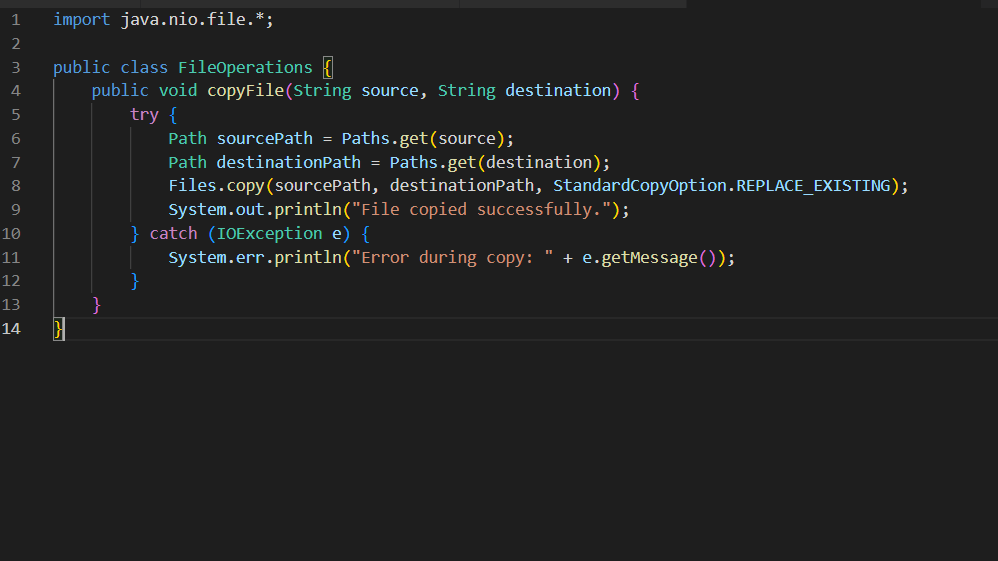 1 import java.nio.file.*;
2
3 public class FileOperations {
4     public void copyFile(String source, String destination) {
5         try {
6             Path sourcePath = Paths.get(source);
7             Path destinationPath = Paths.get(destination);
8             Files.copy(sourcePath, destinationPath, StandardCopyOption.REPLACE_EXISTING);
9             System.out.println("File copied successfully.");
10         } catch (IOException e) {
11             System.err.println("Error during copy: " + e.getMessage());
12         }
13     }
14 }